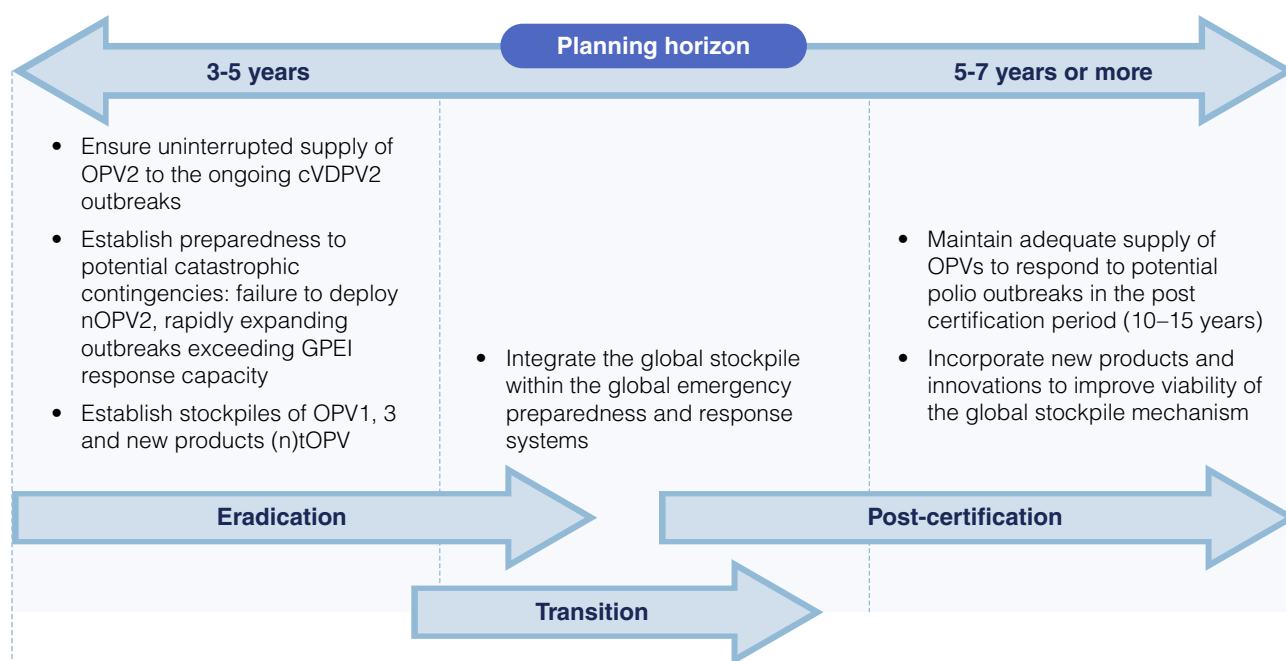 Planning horizon
3-5 years
5-7 years or more
• Ensure uninterrupted supply of
OPV2 to the ongoing cVDPV2
outbreaks
• Establish preparedness to
potential catastrophic
contingencies: failure to deploy
nOPV2, rapidly expanding
outbreaks exceeding GPEI
response capacity
• Establish stockpiles of OPV1, 3
and new products (n)tOPV
• Integrate the global stockpile
within the global emergency
preparedness and response
systems
• Maintain adequate supply of
OPVs to respond to potential
polio outbreaks in the post
certification period (10–15 years)
• Incorporate new products and
innovations to improve viability of
the global stockpile mechanism
Eradication
Post-certification
Transition